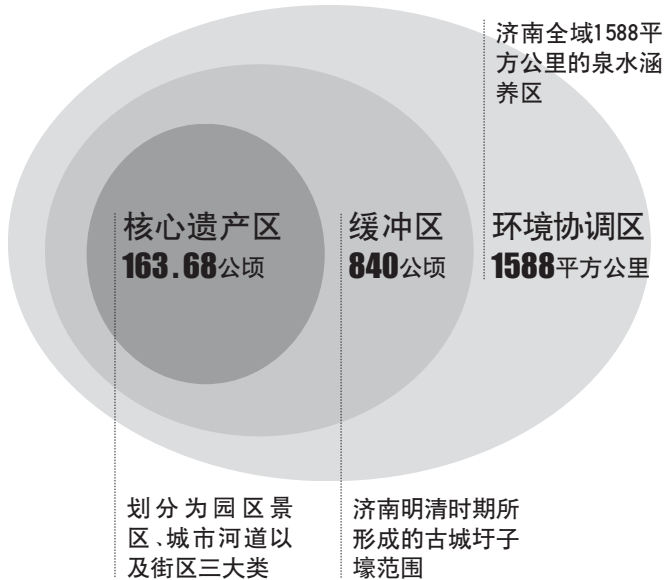 济南全域1588平
方公里的泉水涵
养区
核心遗产区
163.68公顷
缓冲区
840公顷
环境协调区
1588平方公里
划分为园区景
区、城市河道以
及街区三大类
济南明清时期所
形成的古城圩子
壕范围